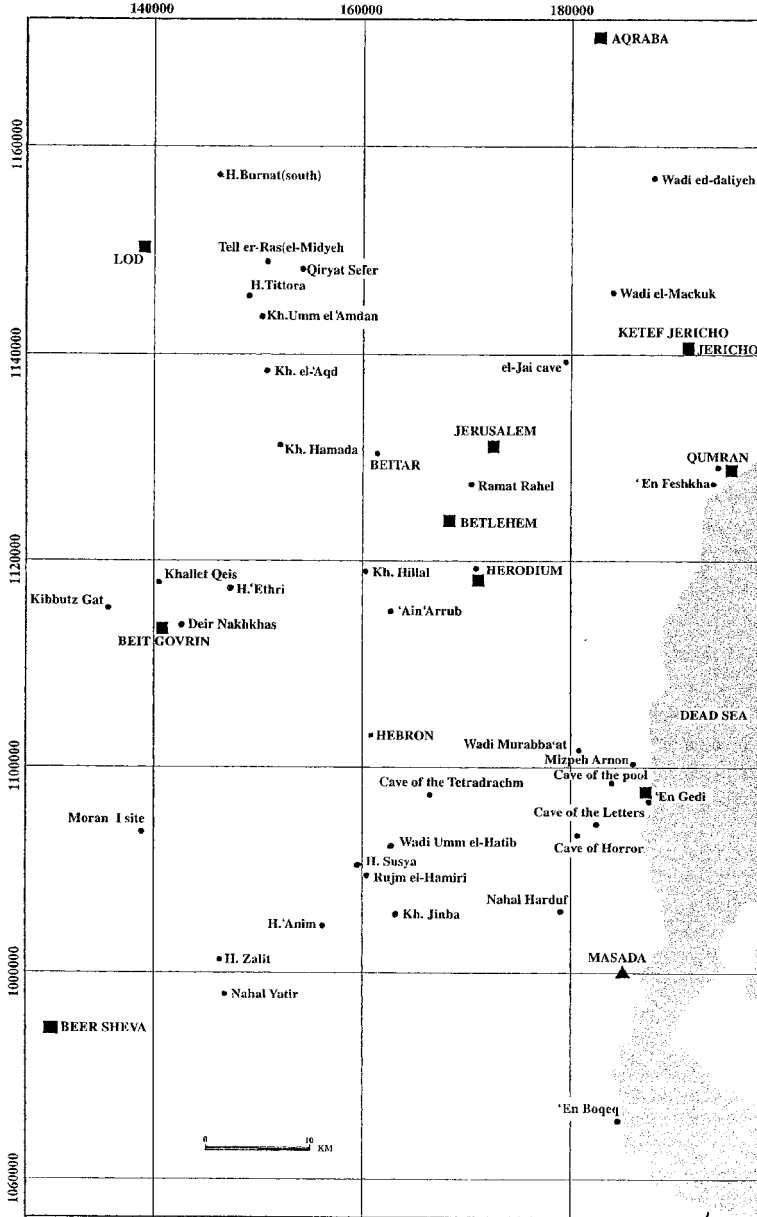 140000
160000
180000
AQRABA
1160000
H.Burnat(south)
Wadi ed-daliyeh
LOD
Tell er-Ras(el-Midyeh
Qiryat Sefer
H.Tittora
Wadi el-Mackuk
Kh.Umm el'Amdan
KETEF JERICHO
JERICHO
1140000
el-Jai cave
Kh. el-'Aqd
JERUSALEM
Kh. Hamada
BEITAR
QUMRAN
'En Feshkha
Ramat Rahel
BETLEHEM
1120000
Khallet Qeis
H.'Ethri
Kh. Hillal
HERODIUM
Kibbutz Gat
'Ain'Arrub
Deir Nakhkhas
BEIT GOVRIN
DEAD SEA
HEBRON
Wadi Murabba'at
Mizpeh Arnon
1100000
Cave of the pool
Cave of the Tetradrachm
'En Gedi
Moran I site
Cave of the Letters
Wadi Umm el-Hatib
Cave of Horror
H. Susya
Rujm el-Hamiri
Nahal Harduf
Kh. Jinba
H.'Anim
H. Zalit
MASADA
1000000
Nahal Yatir
BEER SHEVA
'En Boqeq
0 10
KM
1060000